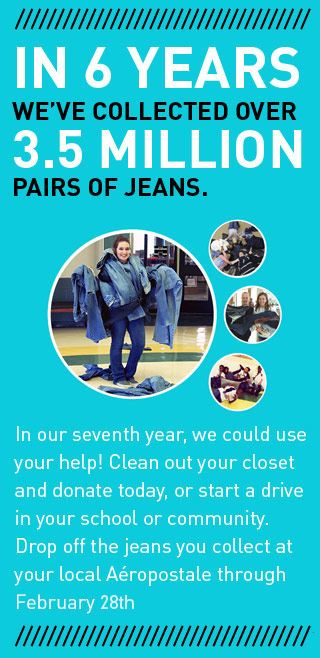 IN 6 YEARS
WE'VE COLLECTED OVER
3.5 MILLION
PAIRS OF JEANS.
In our seventh year, we could use
your help! Clean out your closet
and donate today, or start a drive
in your school or community.
Drop off the jeans you collect at
your local Aéropostale through
February 28th